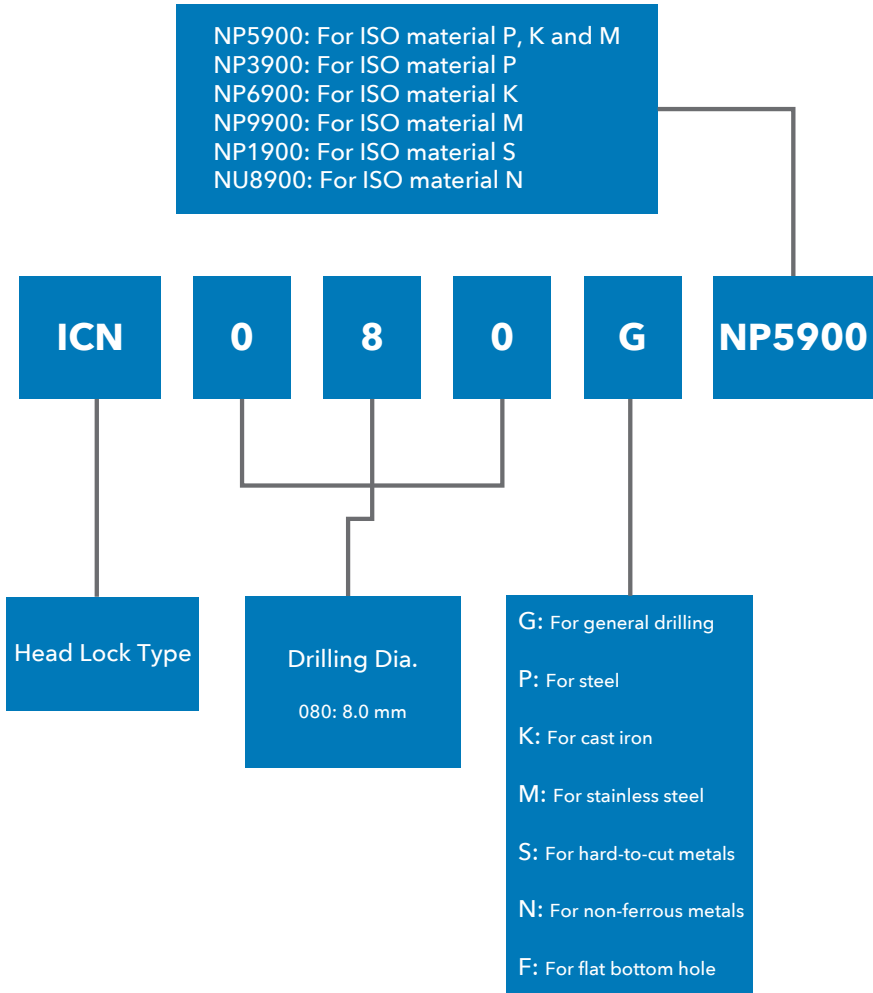 NP5900: For ISO material P, K and M
NP3900: For ISO material P
NP6900: For ISO material K
NP9900: For ISO material M
NP1900: For ISO material S
NU8900: For ISO material N
ICN 0 8 0 G NP5900
Head Lock Type
Drilling Dia.
080: 8.0 mm
G: For general drilling
P: For steel
K: For cast iron
M: For stainless steel
S: For hard-to-cut metals
N: For non-ferrous metals
F: For flat bottom hole